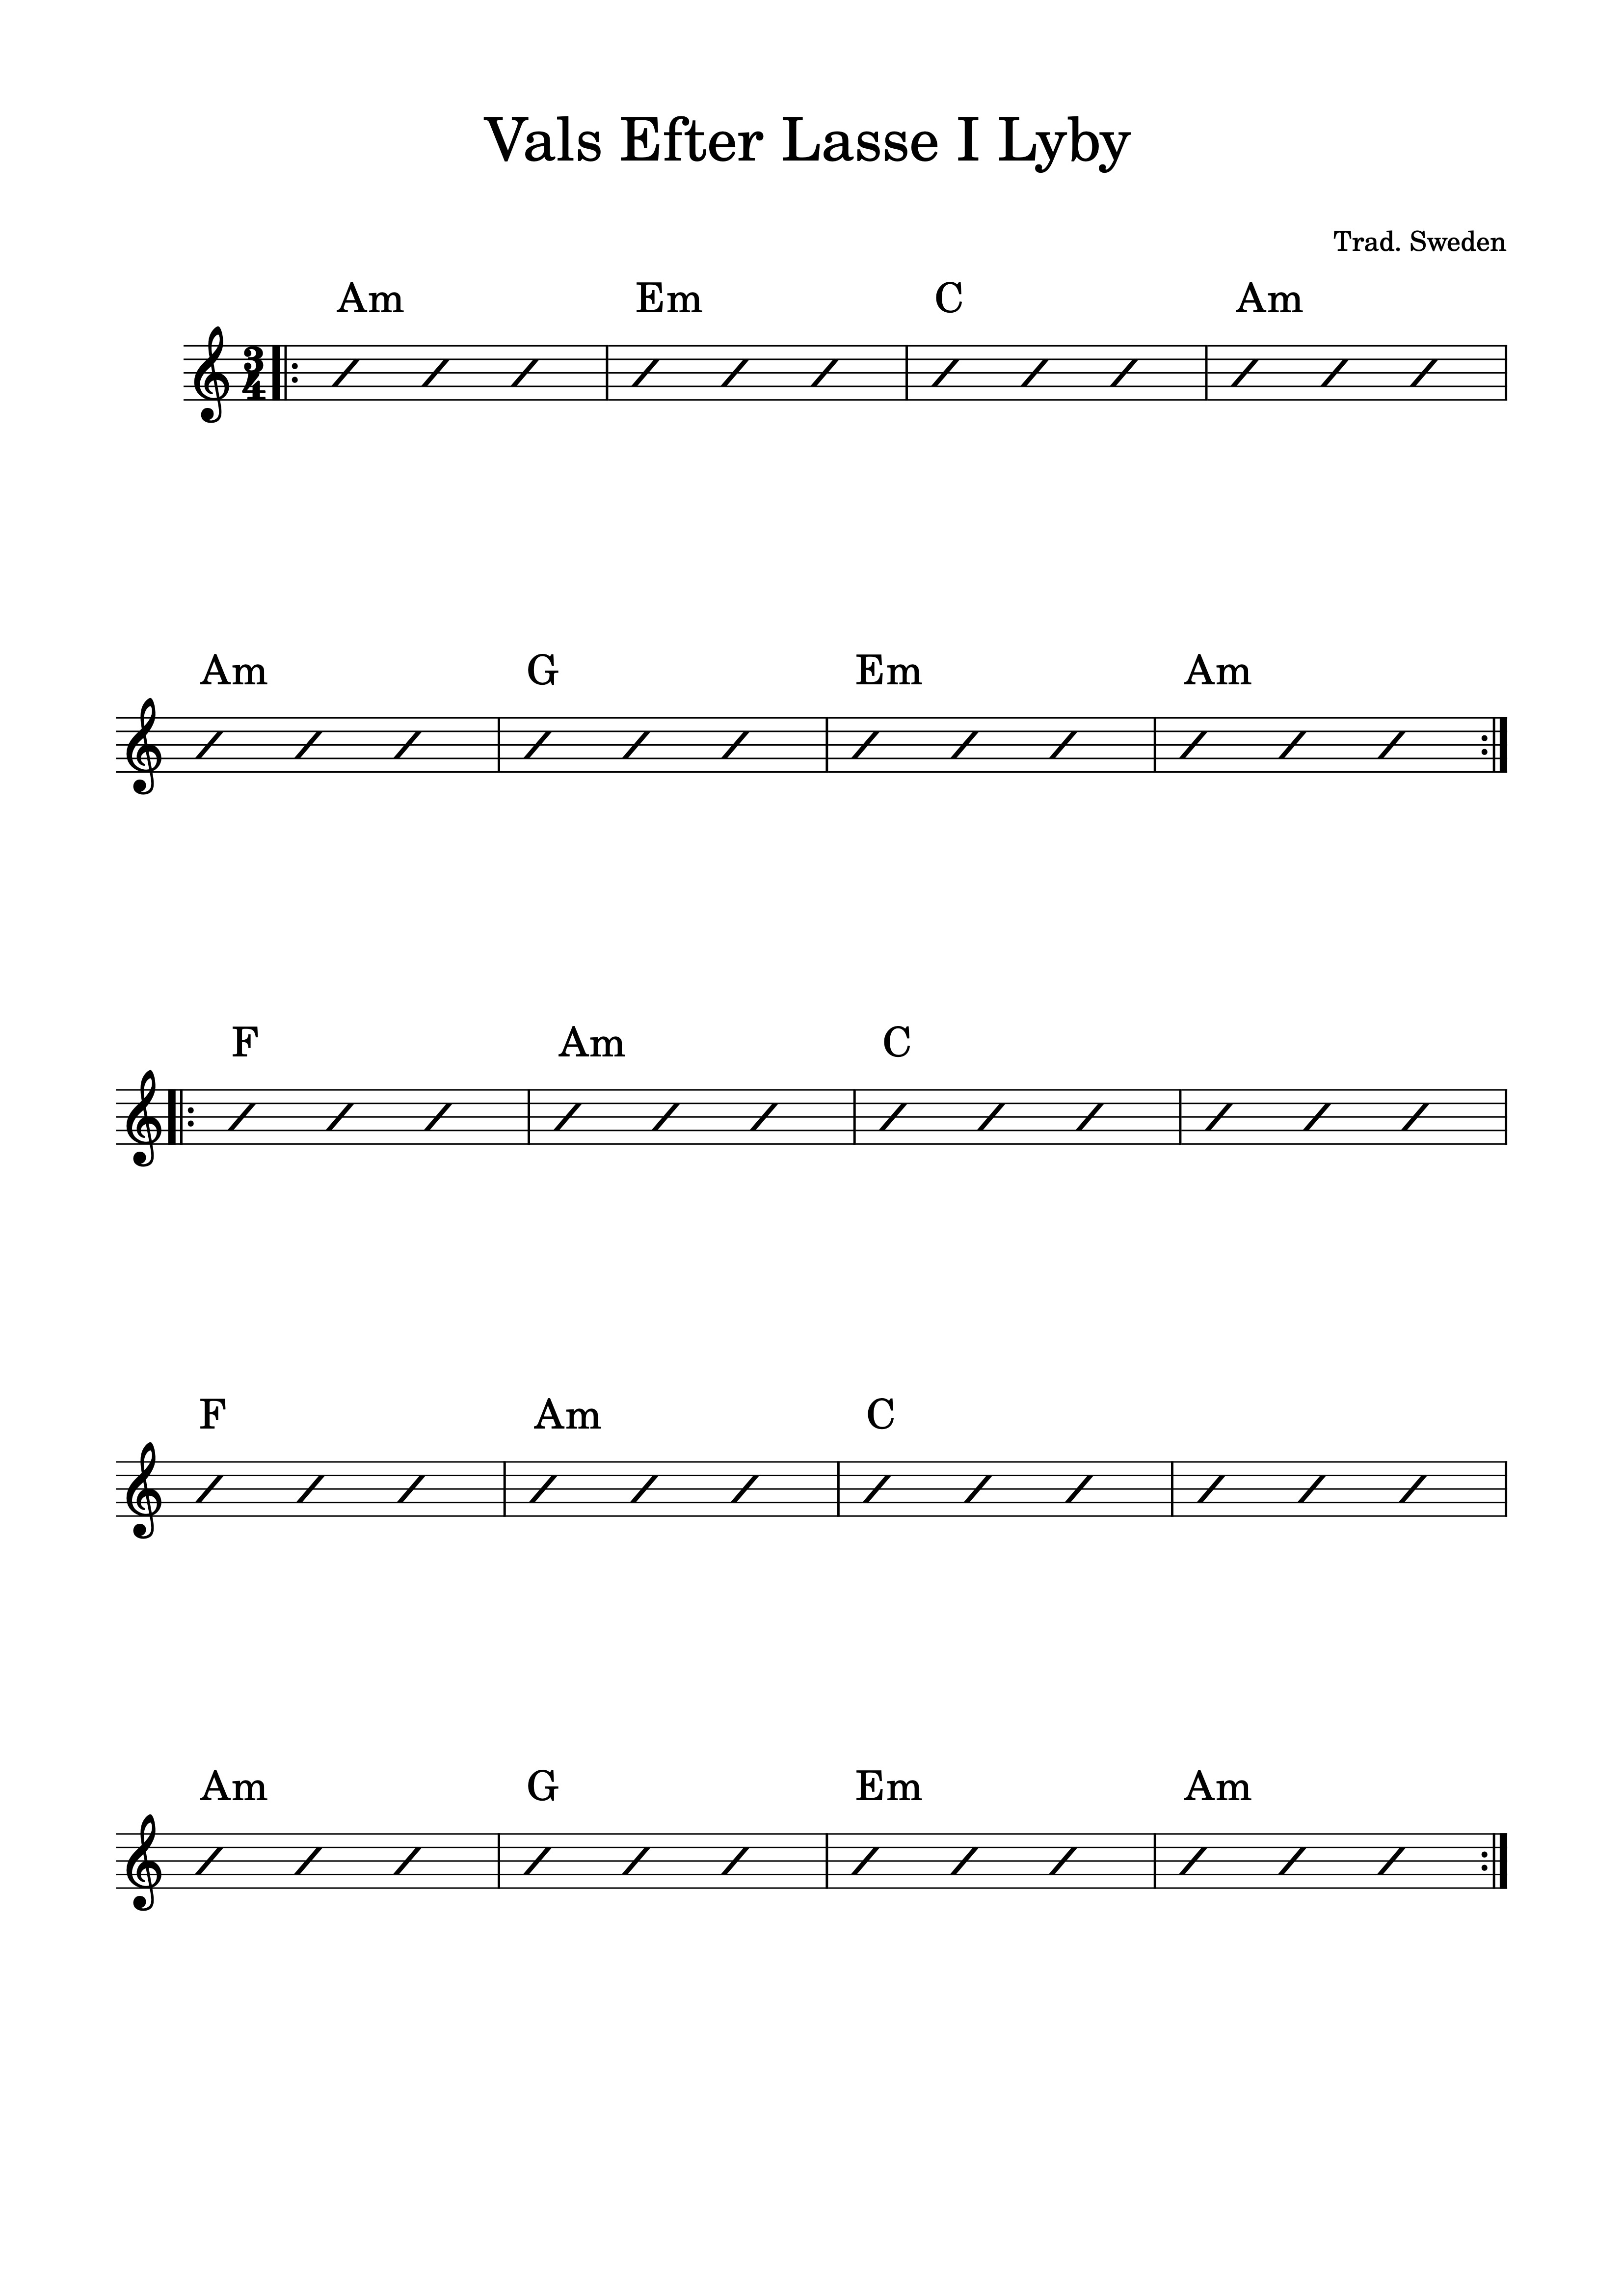 Vals Efter Lasse I Lyby
Trad. Sweden
Am Em C Am
3
4
Am G Em Am
F Am C
F Am C
Am G Em Am